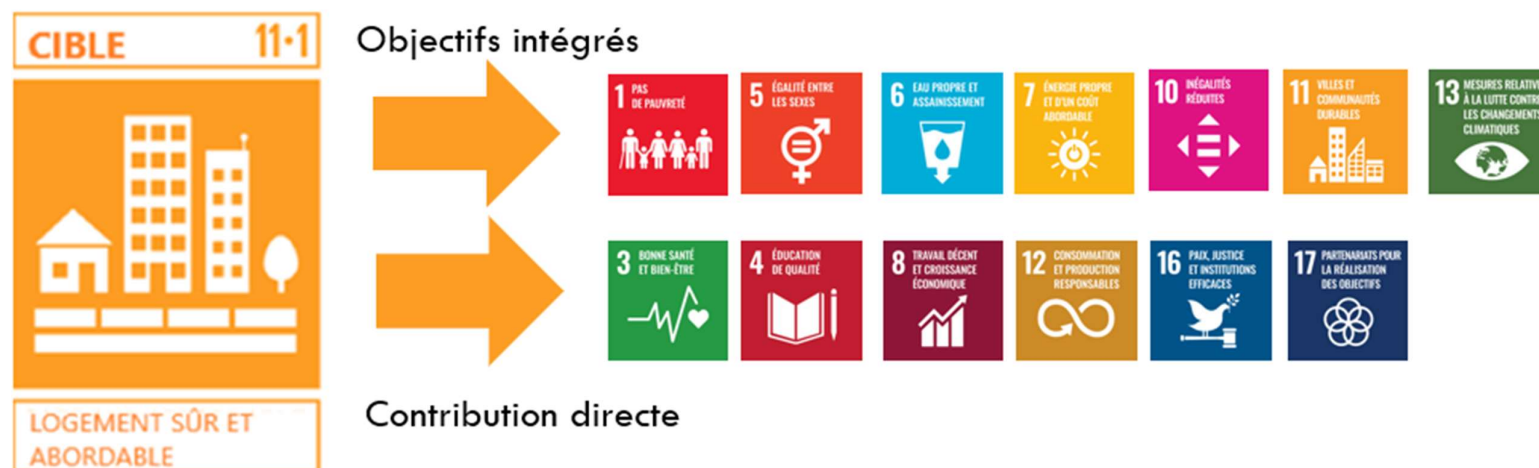 CIBLE 11·1
Objectifs intégrés
1 PAS
DE PAUVRETÉ
5 ÉGALITÉ ENTRE
LES SEXES
6 EAU PROPRE ET
ASSAINISSEMENT
7 ÉNERGIE PROPRE
ET D'UN COÛT
ABORDABLE
10 INÉGALITÉS
RÉDUITES
11 VILLES ET
COMMUNAUTÉS
DURABLES
13 MESURES RELATIVE
À LA LUTTE CONTRE
LES CHANGEMENTS
CLIMATIQUES
3 BONNE SANTÉ
ET BIEN-ÊTRE
4 ÉDUCATION
DE QUALITÉ
8 TRAVAIL DÉCENT
ET CROISSANCE
ÉCONOMIQUE
12 CONSOMMATION
ET PRODUCTION
RESPONSABLES
16 PAIX, JUSTICE
ET INSTITUTIONS
EFFICACES
17 PARTENARIATS POUR
LA RÉALISATION
DES OBJECTIFS
LOGEMENT SÛR ET
ABORDABLE
Contribution directe